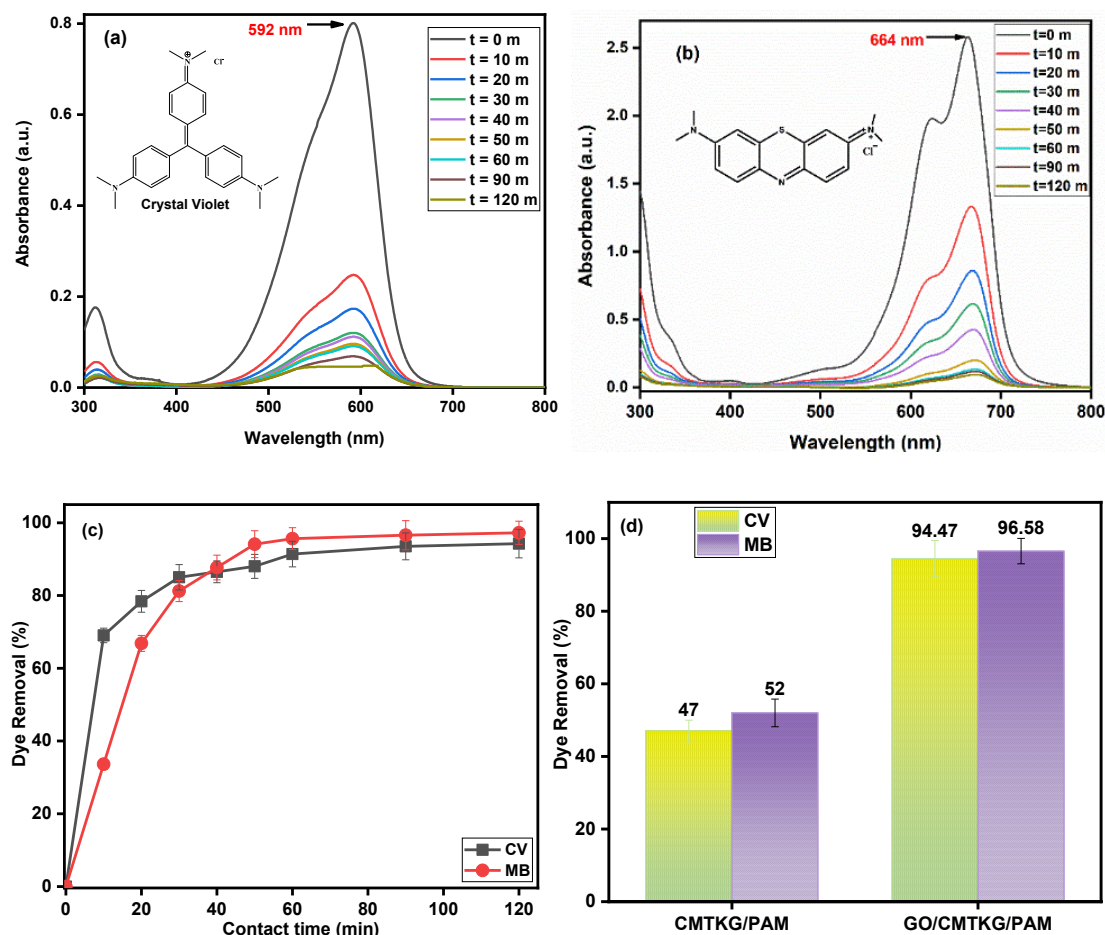 (a)
592 nm
t = 0 m
t = 10 m
t = 20 m
t = 30 m
t = 40 m
t = 50 m
t = 60 m
t = 90 m
t = 120 m
N
⊕
Cl⁻
N
N
Crystal Violet
0.8
0.6
0.4
0.2
0.0
Absorbance (a.u.)
300 400 500 600 700 800
Wavelength (nm)
(b)
664 nm
t=0 m
t=10 m
t=20 m
t=30 m
t=40 m
t=50 m
t=60 m
t=90 m
t=120 m
N S N+
Cl⁻
N
2.5
2.0
1.5
1.0
0.5
0.0
Absorbance (a.u.)
300 400 500 600 700 800
Wavelength (nm)
(c)
100
80
60
40
20
0
Dye Removal (%)
CV
MB
0 20 40 60 80 100 120
Contact time (min)
(d)
CV
MB
94.47 96.58
47 52
100
80
60
40
20
0
Dye Removal (%)
CMTKG/PAM GO/CMTKG/PAM